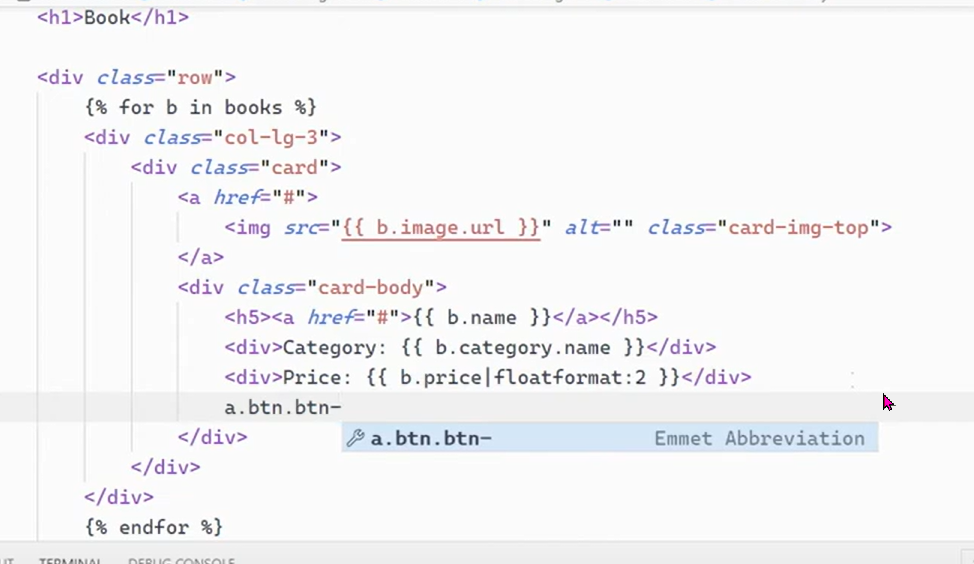 <h1>Book</h1>
<div class="row">
{% for b in books %}
<div class="col-lg-3">
<div class="card">
<a href="#">
<img src="{{ b.image.url }}" alt="" class="card-img-top">
</a>
<div class="card-body">
<h5><a href="#">{{ b.name }}</a></h5>
<div>Category: {{ b.category.name }}</div>
<div>Price: {{ b.price|floatformat:2 }}</div>
a.btn.btn-
</div>
a.btn.btn- Emmet Abbreviation
</div>
</div>
{% endfor %}
TERMINAL DEBUG CONSOLE